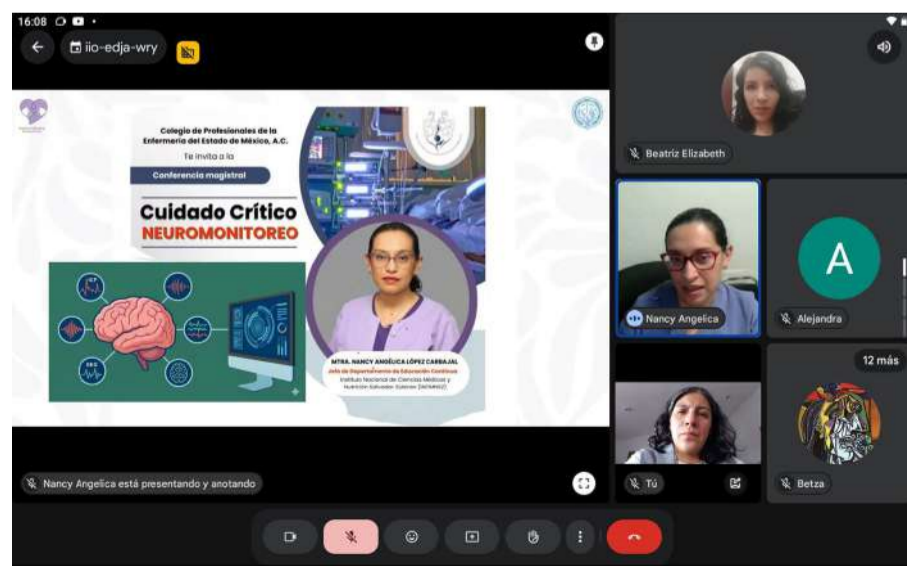 16:08
iio-edja-wry
Colegio de Profesionales de la
Enfermería del Estado de México, A.C.
Te invita a la
Conferencia magistral
Cuidado Crítico
NEUROMONITOREO
MTRA. NANCY ANGÉLICA LÓPEZ CARBAJAL
Jefa de Departamento de Educación Continua
Instituto Nacional de Ciencias Médicas y
Nutrición Salvador Zubirán (INCMNSZ)
Nancy Angelica está presentando y anotando
Beatriz Elizabeth
Nancy Angelica
A
Alejandra
Tú
12 más
Betza